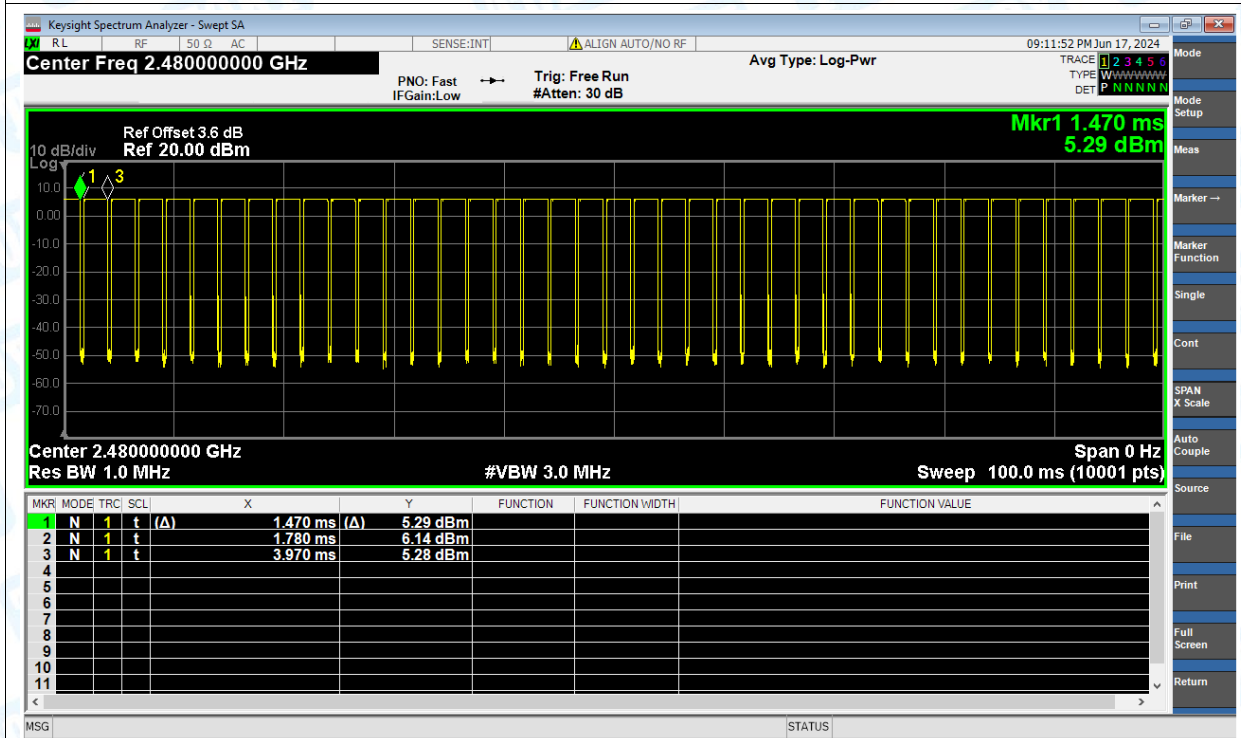 Keysight Spectrum Analyzer - Swept SA
LXI RL RF 50 Ω AC SENSE:INT ALIGN AUTO/NO RF 09:11:52 PM Jun 17, 2024
Center Freq 2.480000000 GHz
Avg Type: Log-Pwr
TRACE 1 2 3 4 5 6
TYPE WWWWWW
DET P N N N N N
PNO: Fast
IFGain:Low
Trig: Free Run
#Atten: 30 dB
Mkr1 1.470 ms
5.29 dBm
Ref Offset 3.6 dB
Ref 20.00 dBm
10 dB/div
Log
1 3
10.0
0.00
-10.0
-20.0
-30.0
-40.0
-50.0
-60.0
-70.0
Center 2.480000000 GHz Span 0 Hz
Res BW 1.0 MHz #VBW 3.0 MHz Sweep 100.0 ms (10001 pts)
MKR MODE TRC SCL X Y FUNCTION FUNCTION WIDTH FUNCTION VALUE
1 N 1 t (Δ) 1.470 ms (Δ) 5.29 dBm
2 N 1 t 1.780 ms 6.14 dBm
3 N 1 t 3.970 ms 5.28 dBm
4
5
6
7
8
9
10
11
MSG STATUS
Mode
Mode
Setup
Meas
Marker →
Marker
Function
Single
Cont
SPAN
X Scale
Auto
Couple
Source
File
Print
Full
Screen
Return